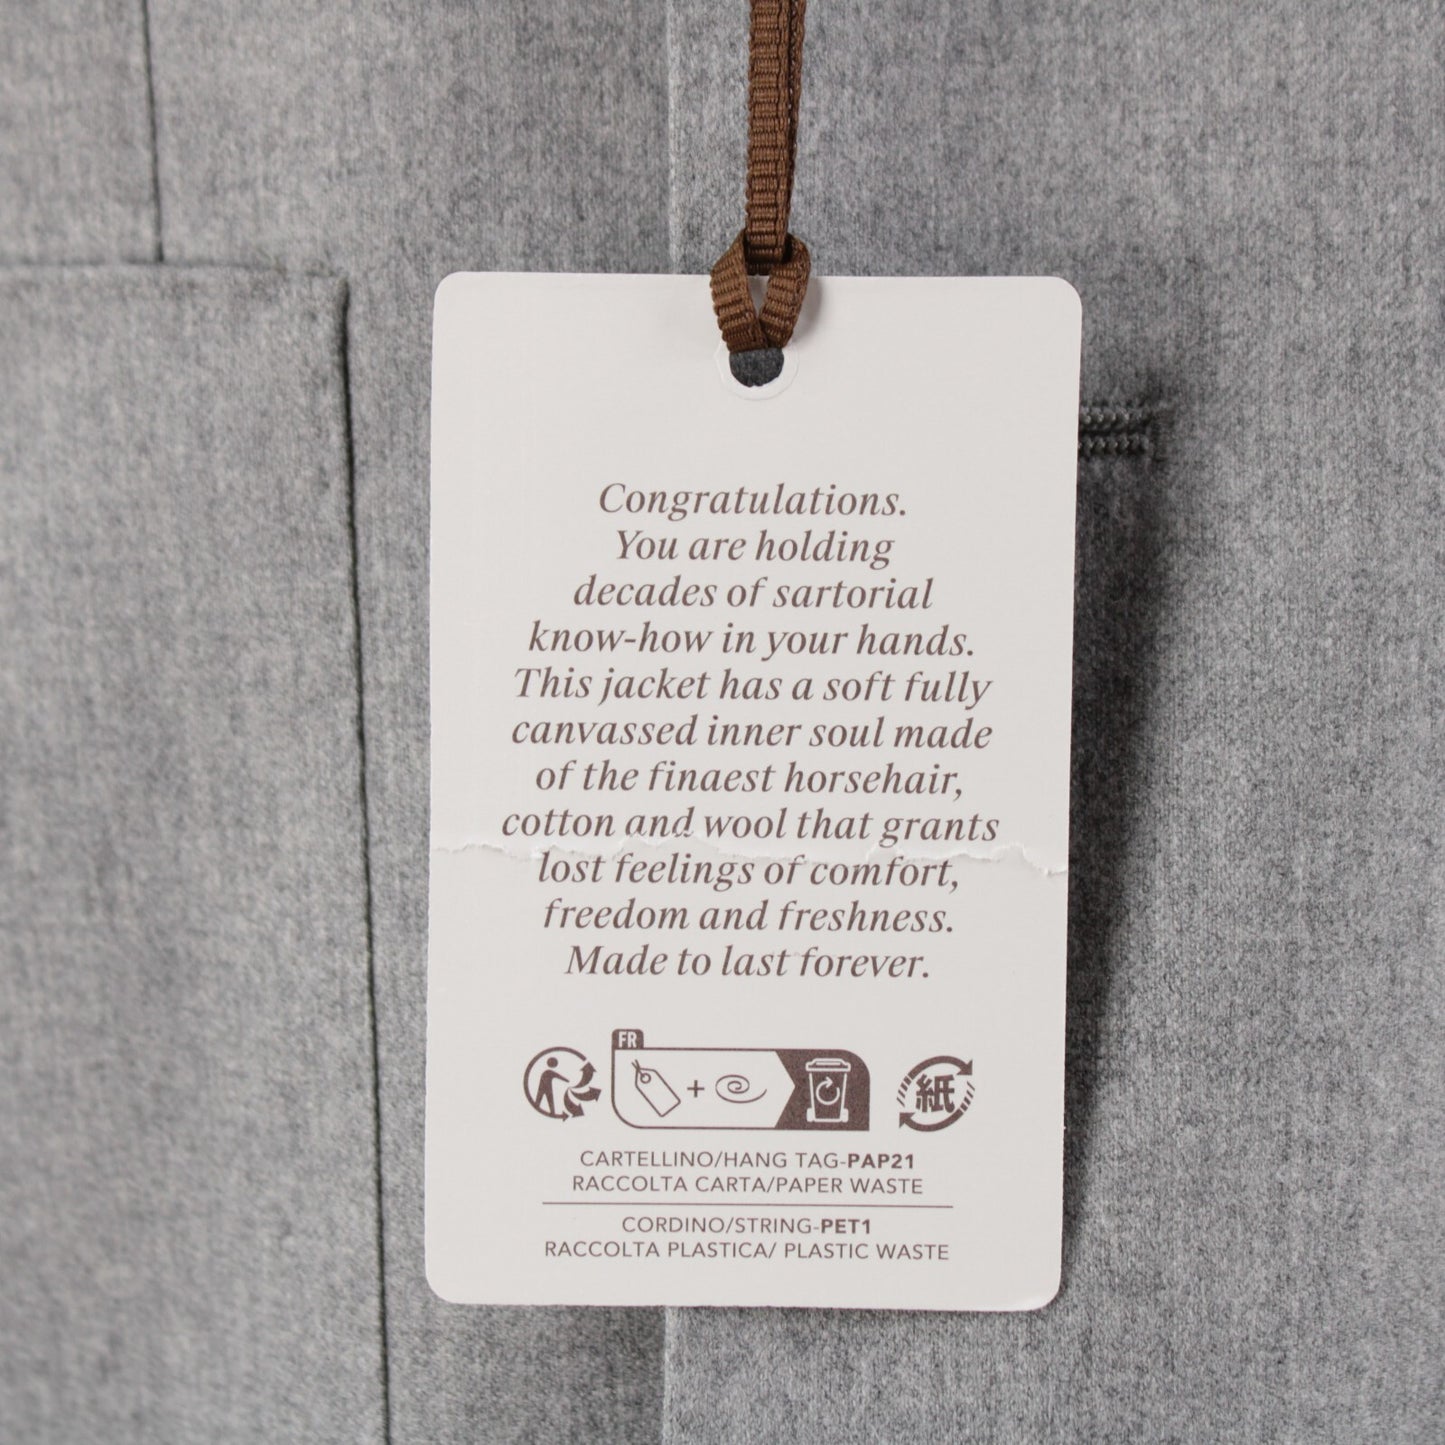 Congratulations.
You are holding
decades of sartorial
know-how in your hands.
This jacket has a soft fully
canvassed inner soul made
of the finaest horsehair,
cotton and wool that grants
lost feelings of comfort,
freedom and freshness.
Made to last forever.
FR
+
紙
CARTELLINO/HANG TAG-PAP21
RACCOLTA CARTA/PAPER WASTE
CORDINO/STRING-PET1
RACCOLTA PLASTICA/ PLASTIC WASTE